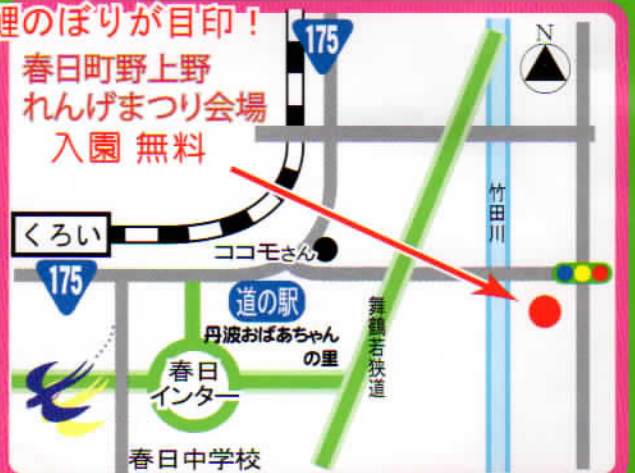 鯉のぼりが目印！
春日町野上野
れんげまつり会場
入園 無料
175
N
竹田川
くろい
ココモさん
175
道の駅
丹波おばあちゃん
の里
舞鶴若狭道
春日
インター
春日中学校